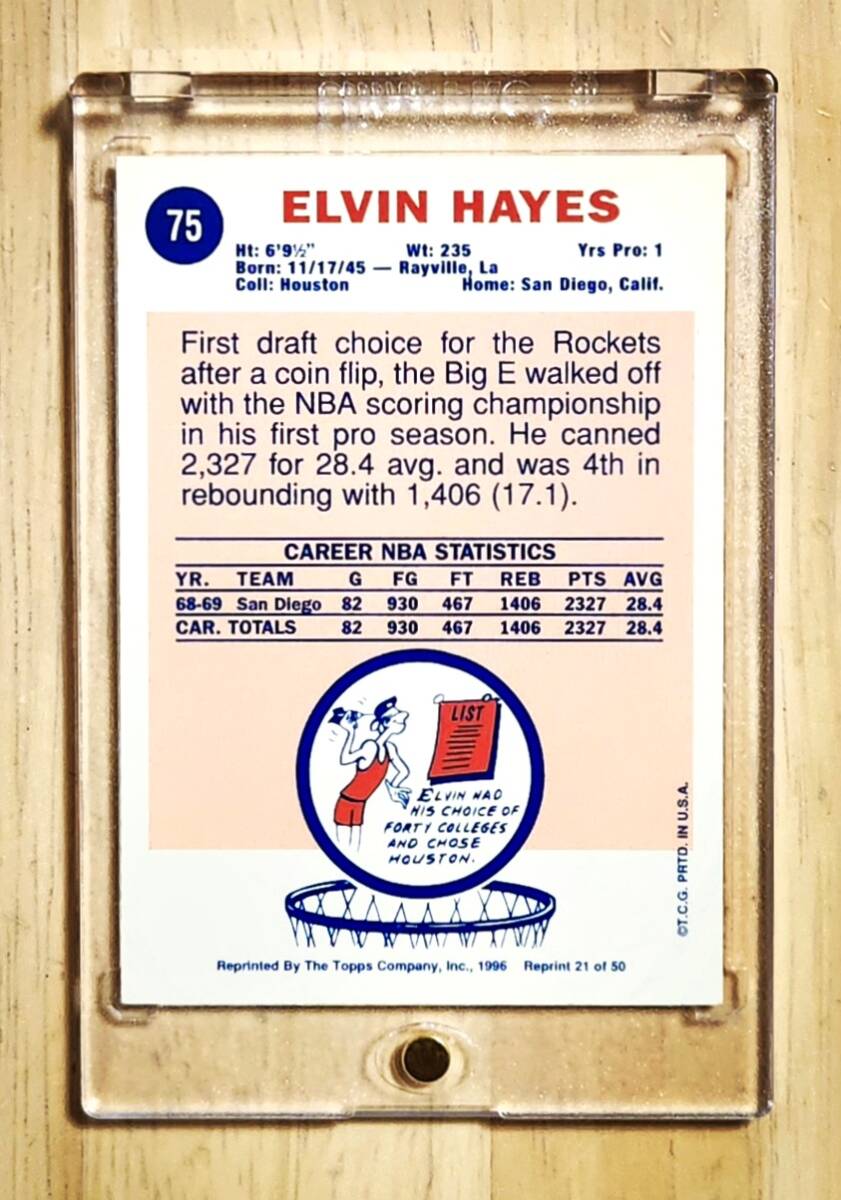 75
ELVIN HAYES
Ht: 6'9½" Wt: 235 Yrs Pro: 1
Born: 11/17/45 — Rayville, La
Coll: Houston Home: San Diego, Calif.
First draft choice for the Rockets
after a coin flip, the Big E walked off
with the NBA scoring championship
in his first pro season. He canned
2,327 for 28.4 avg. and was 4th in
rebounding with 1,406 (17.1).
CAREER NBA STATISTICS
YR. TEAM G FG FT REB PTS AVG
68-69 San Diego 82 930 467 1406 2327 28.4
CAR. TOTALS 82 930 467 1406 2327 28.4
LIST
ELVIN HAD
HIS CHOICE OF
FORTY COLLEGES
AND CHOSE
HOUSTON.
©T.C.G. PRTD. IN U.S.A.
Reprinted By The Topps Company, Inc., 1996 Reprint 21 of 50